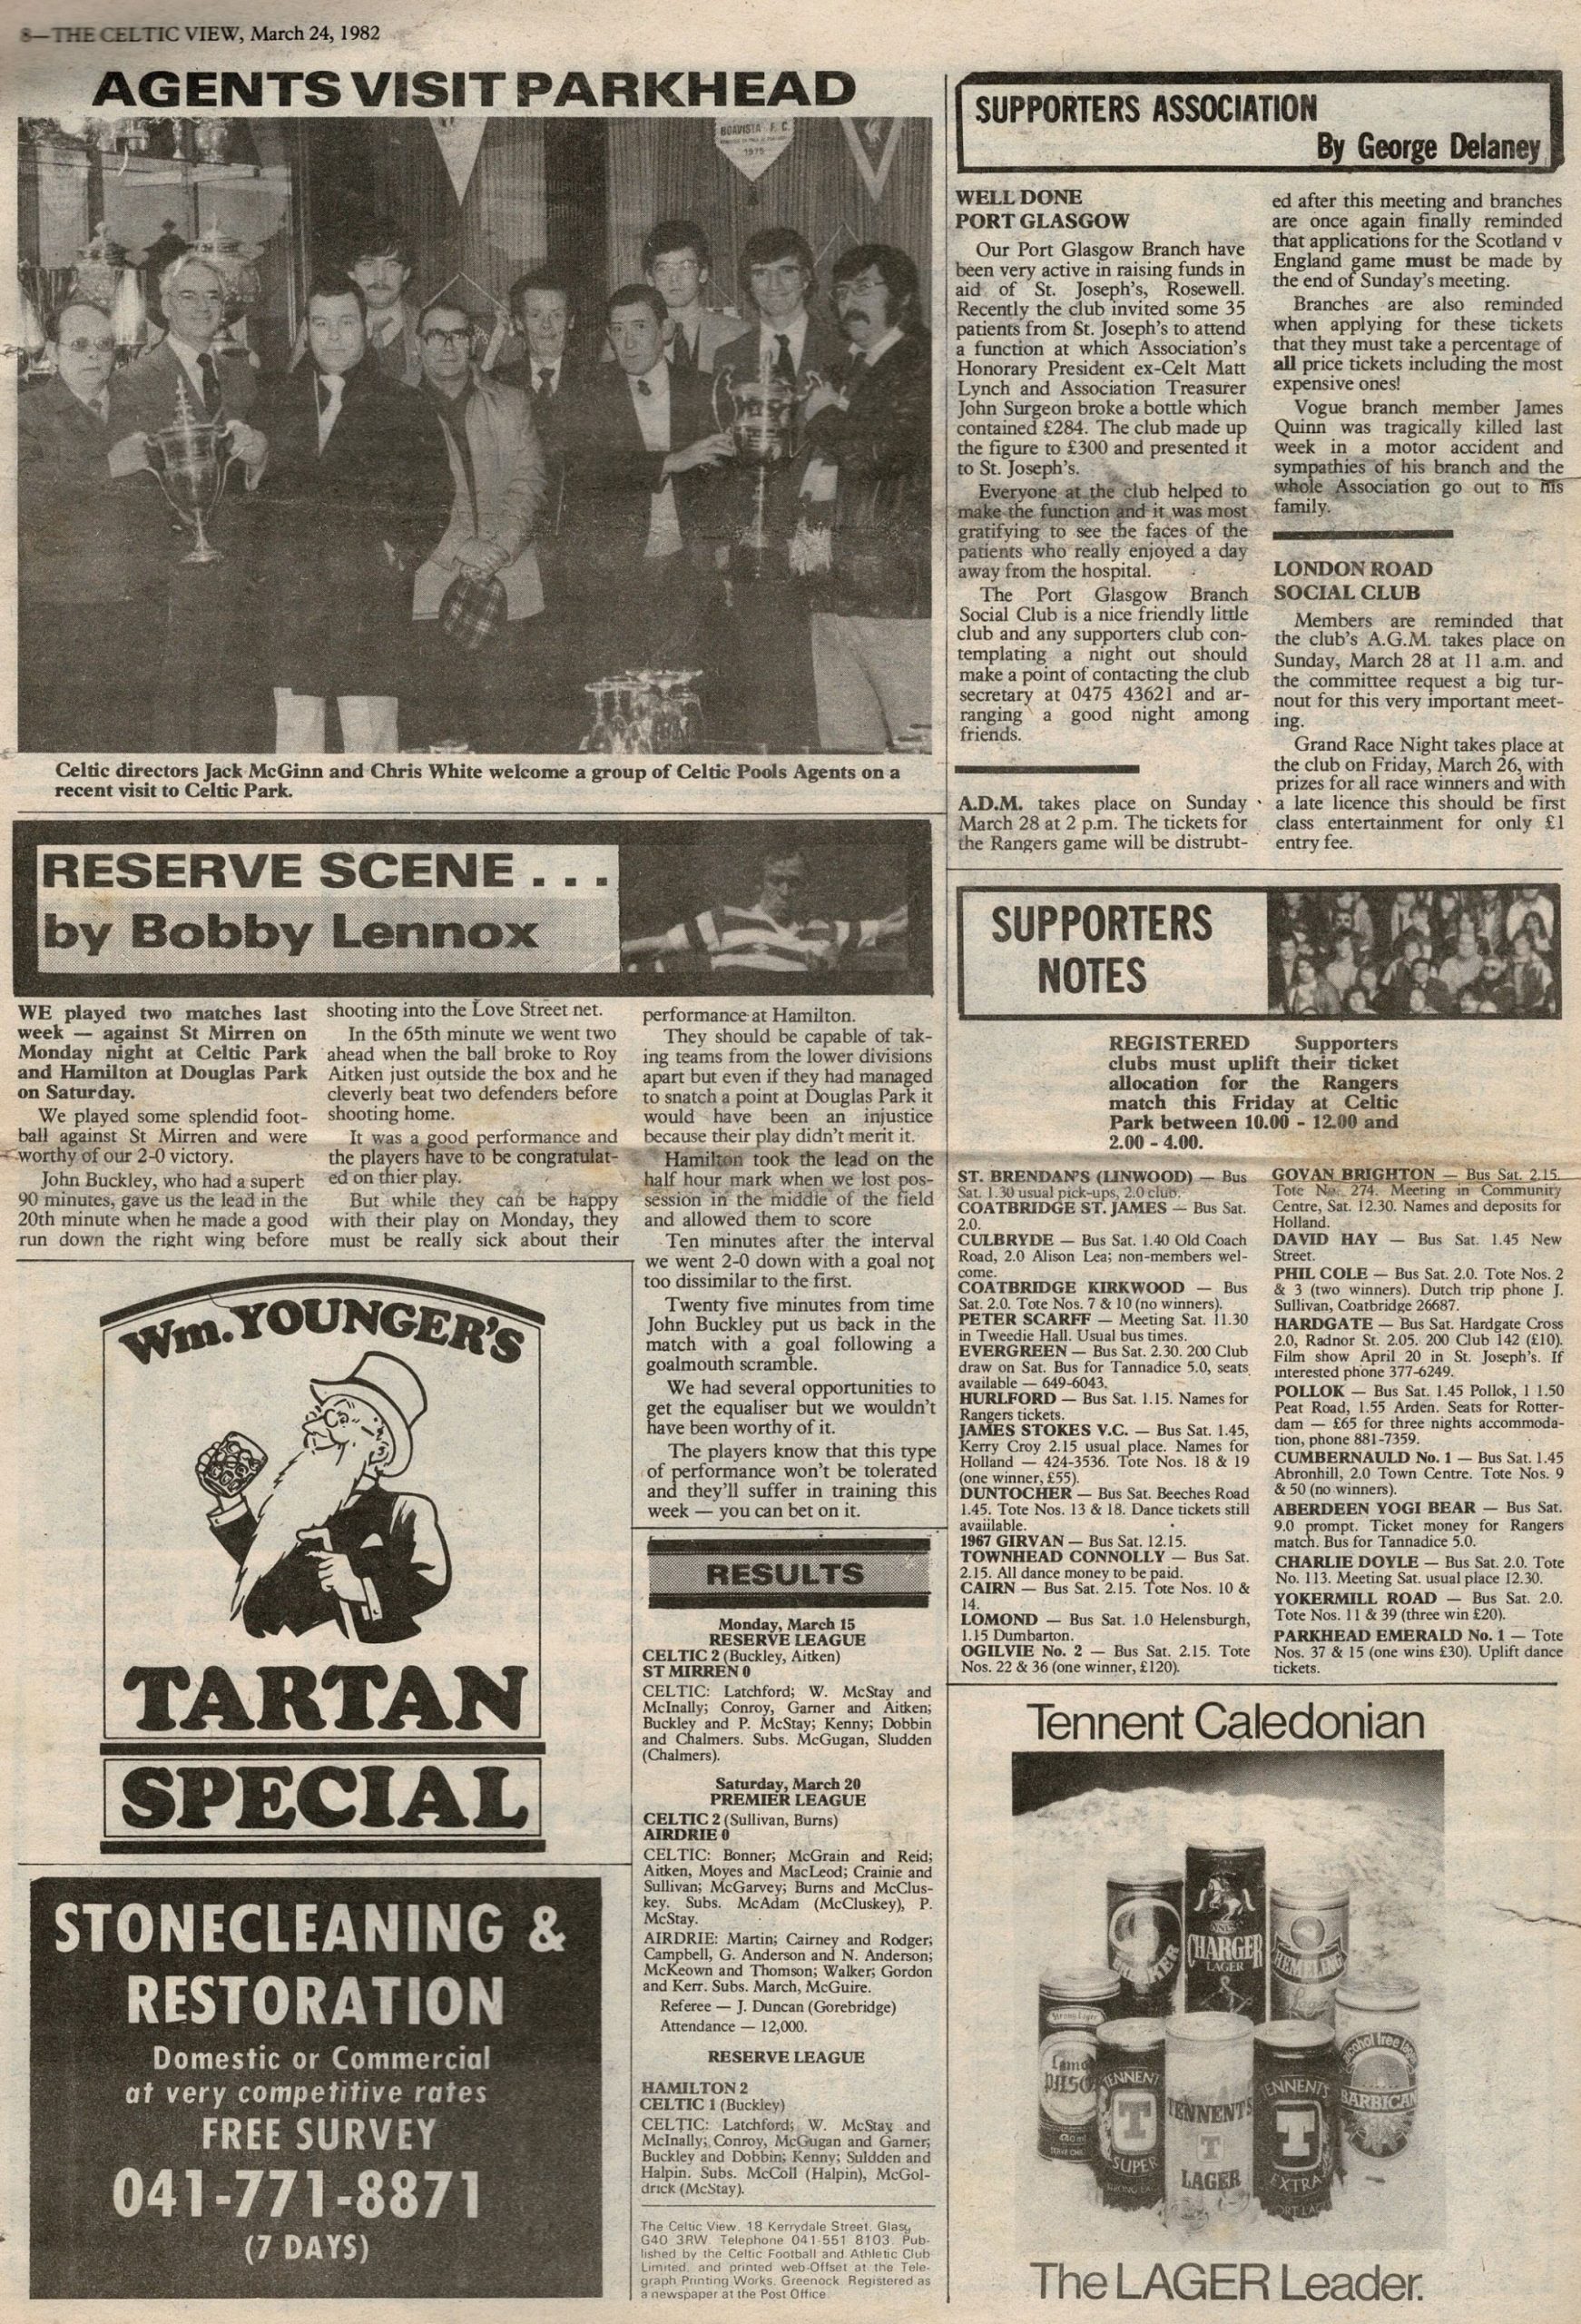 8—THE CELTIC VIEW, March 24, 1982
AGENTS VISIT PARKHEAD
BOAVISTA F. C.
1975
Celtic directors Jack McGinn and Chris White welcome a group of Celtic Pools Agents on a
recent visit to Celtic Park.
RESERVE SCENE . . .
by Bobby Lennox
WE played two matches last
week — against St Mirren on
Monday night at Celtic Park
and Hamilton at Douglas Park
on Saturday.
We played some splendid foot-
ball against St Mirren and were
worthy of our 2-0 victory.
John Buckley, who had a superb
90 minutes, gave us the lead in the
20th minute when he made a good
run down the right wing before
shooting into the Love Street net.
In the 65th minute we went two
ahead when the ball broke to Roy
Aitken just outside the box and he
cleverly beat two defenders before
shooting home.
It was a good performance and
the players have to be congratulat-
ed on thier play.
But while they can be happy
with their play on Monday, they
must be really sick about their
performance at Hamilton.
They should be capable of tak-
ing teams from the lower divisions
apart but even if they had managed
to snatch a point at Douglas Park it
would have been an injustice
because their play didn't merit it.
Hamilton took the lead on the
half hour mark when we lost pos-
session in the middle of the field
and allowed them to score
Ten minutes after the interval
we went 2-0 down with a goal not
too dissimilar to the first.
Twenty five minutes from time
John Buckley put us back in the
match with a goal following a
goalmouth scramble.
We had several opportunities to
get the equaliser but we wouldn't
have been worthy of it.
The players know that this type
of performance won't be tolerated
and they'll suffer in training this
week — you can bet on it.
Wm. YOUNGER'S
TARTAN
SPECIAL
STONECLEANING &
RESTORATION
Domestic or Commercial
at very competitive rates
FREE SURVEY
041-771-8871
(7 DAYS)
RESULTS
Monday, March 15
RESERVE LEAGUE
CELTIC 2 (Buckley, Aitken)
ST MIRREN 0
CELTIC: Latchford; W. McStay and
McInally; Conroy, Garner and Aitken;
Buckley and P. McStay; Kenny; Dobbin
and Chalmers. Subs. McGugan, Sludden
(Chalmers).
Saturday, March 20
PREMIER LEAGUE
CELTIC 2 (Sullivan, Burns)
AIRDRIE 0
CELTIC: Bonner; McGrain and Reid;
Aitken, Moyes and MacLeod; Crainie and
Sullivan; McGarvey; Burns and McClus-
key. Subs. McAdam (McCluskey), P.
McStay.
AIRDRIE: Martin; Cairney and Rodger;
Campbell, G. Anderson and N. Anderson;
McKeown and Thomson; Walker; Gordon
and Kerr. Subs. March, McGuire.
Referee — J. Duncan (Gorebridge)
Attendance — 12,000.
RESERVE LEAGUE
HAMILTON 2
CELTIC 1 (Buckley)
CELTIC: Latchford; W. McStay and
McInally; Conroy, McGugan and Garner;
Buckley and Dobbin; Kenny; Suldden and
Halpin. Subs. McColl (Halpin), McGol-
drick (McStay).
The Celtic View, 18 Kerrydale Street, Glasg
G40 3RW. Telephone 041-551 8103. Pub-
lished by the Celtic Football and Athletic Club
Limited, and printed web-Offset at the Tele-
graph Printing Works, Greenock. Registered as
a newspaper at the Post Office.
SUPPORTERS ASSOCIATION
By George Delaney
WELL DONE
PORT GLASGOW
Our Port Glasgow Branch have
been very active in raising funds in
aid of St. Joseph's, Rosewell.
Recently the club invited some 35
patients from St. Joseph's to attend
a function at which Association's
Honorary President ex-Celt Matt
Lynch and Association Treasurer
John Surgeon broke a bottle which
contained £284. The club made up
the figure to £300 and presented it
to St. Joseph's.
Everyone at the club helped to
make the function and it was most
gratifying to see the faces of the
patients who really enjoyed a day
away from the hospital.
The Port Glasgow Branch
Social Club is a nice friendly little
club and any supporters club con-
templating a night out should
make a point of contacting the club
secretary at 0475 43621 and ar-
ranging a good night among
friends.
A.D.M. takes place on Sunday
March 28 at 2 p.m. The tickets for
the Rangers game will be distrubt-
ed after this meeting and branches
are once again finally reminded
that applications for the Scotland v
England game must be made by
the end of Sunday's meeting.
Branches are also reminded
when applying for these tickets
that they must take a percentage of
all price tickets including the most
expensive ones!
Vogue branch member James
Quinn was tragically killed last
week in a motor accident and
sympathies of his branch and the
whole Association go out to his
family.
LONDON ROAD
SOCIAL CLUB
Members are reminded that
the club's A.G.M. takes place on
Sunday, March 28 at 11 a.m. and
the committee request a big tur-
nout for this very important meet-
ing.
Grand Race Night takes place at
the club on Friday, March 26, with
prizes for all race winners and with
a late licence this should be first
class entertainment for only £1
entry fee.
SUPPORTERS
NOTES
REGISTERED Supporters
clubs must uplift their ticket
allocation for the Rangers
match this Friday at Celtic
Park between 10.00 - 12.00 and
2.00 - 4.00.
ST. BRENDAN'S (LINWOOD) — Bus
Sat. 1.30 usual pick-ups, 2.0 club.
COATBRIDGE ST. JAMES — Bus Sat.
2.0.
CULBRYDE — Bus Sat. 1.40 Old Coach
Road, 2.0 Alison Lea; non-members wel-
come.
COATBRIDGE KIRKWOOD — Bus
Sat. 2.0. Tote Nos. 7 & 10 (no winners).
PETER SCARFF — Meeting Sat. 11.30
in Tweedie Hall. Usual bus times.
EVERGREEN — Bus Sat. 2.30. 200 Club
draw on Sat. Bus for Tannadice 5.0, seats
available — 649-6043.
HURLFORD — Bus Sat. 1.15. Names for
Rangers tickets.
JAMES STOKES V.C. — Bus Sat. 1.45,
Kerry Croy 2.15 usual place. Names for
Holland — 424-3536. Tote Nos. 18 & 19
(one winner, £55).
DUNTOCHER — Bus Sat. Beeches Road
1.45. Tote Nos. 13 & 18. Dance tickets still
avaiilable.
1967 GIRVAN — Bus Sat. 12.15.
TOWNHEAD CONNOLLY — Bus Sat.
2.15. All dance money to be paid.
CAIRN — Bus Sat. 2.15. Tote Nos. 10 &
14.
LOMOND — Bus Sat. 1.0 Helensburgh,
1.15 Dumbarton.
OGILVIE No. 2 — Bus Sat. 2.15. Tote
Nos. 22 & 36 (one winner, £120).
GOVAN BRIGHTON — Bus Sat. 2.15.
Tote No. 274. Meeting in Community
Centre, Sat. 12.30. Names and deposits for
Holland.
DAVID HAY — Bus Sat. 1.45 New
Street.
PHIL COLE — Bus Sat. 2.0. Tote Nos. 2
& 3 (two winners). Dutch trip phone J.
Sullivan, Coatbridge 26687.
HARDGATE — Bus Sat. Hardgate Cross
2.0, Radnor St. 2.05. 200 Club 142 (£10).
Film show April 20 in St. Joseph's. If
interested phone 377-6249.
POLLOK — Bus Sat. 1.45 Pollok, 1 1.50
Peat Road, 1.55 Arden. Seats for Rotter-
dam — £65 for three nights accommoda-
tion, phone 881-7359.
CUMBERNAULD No. 1 — Bus Sat. 1.45
Abronhill, 2.0 Town Centre. Tote Nos. 9
& 50 (no winners).
ABERDEEN YOGI BEAR — Bus Sat.
9.0 prompt. Ticket money for Rangers
match. Bus for Tannadice 5.0.
CHARLIE DOYLE — Bus Sat. 2.0. Tote
No. 113. Meeting Sat. usual place 12.30.
YOKERMILL ROAD — Bus Sat. 2.0.
Tote Nos. 11 & 39 (three win £20).
PARKHEAD EMERALD No. 1 — Tote
Nos. 37 & 15 (one wins £30). Uplift dance
tickets.
Tennent Caledonian
CHARGER
LAGER
HEMELING
TENNENT
T
SUPER
TENNENT'S
T
LAGER
TENNENTS
T
EXTRA
BARBICAN
The LAGER Leader.